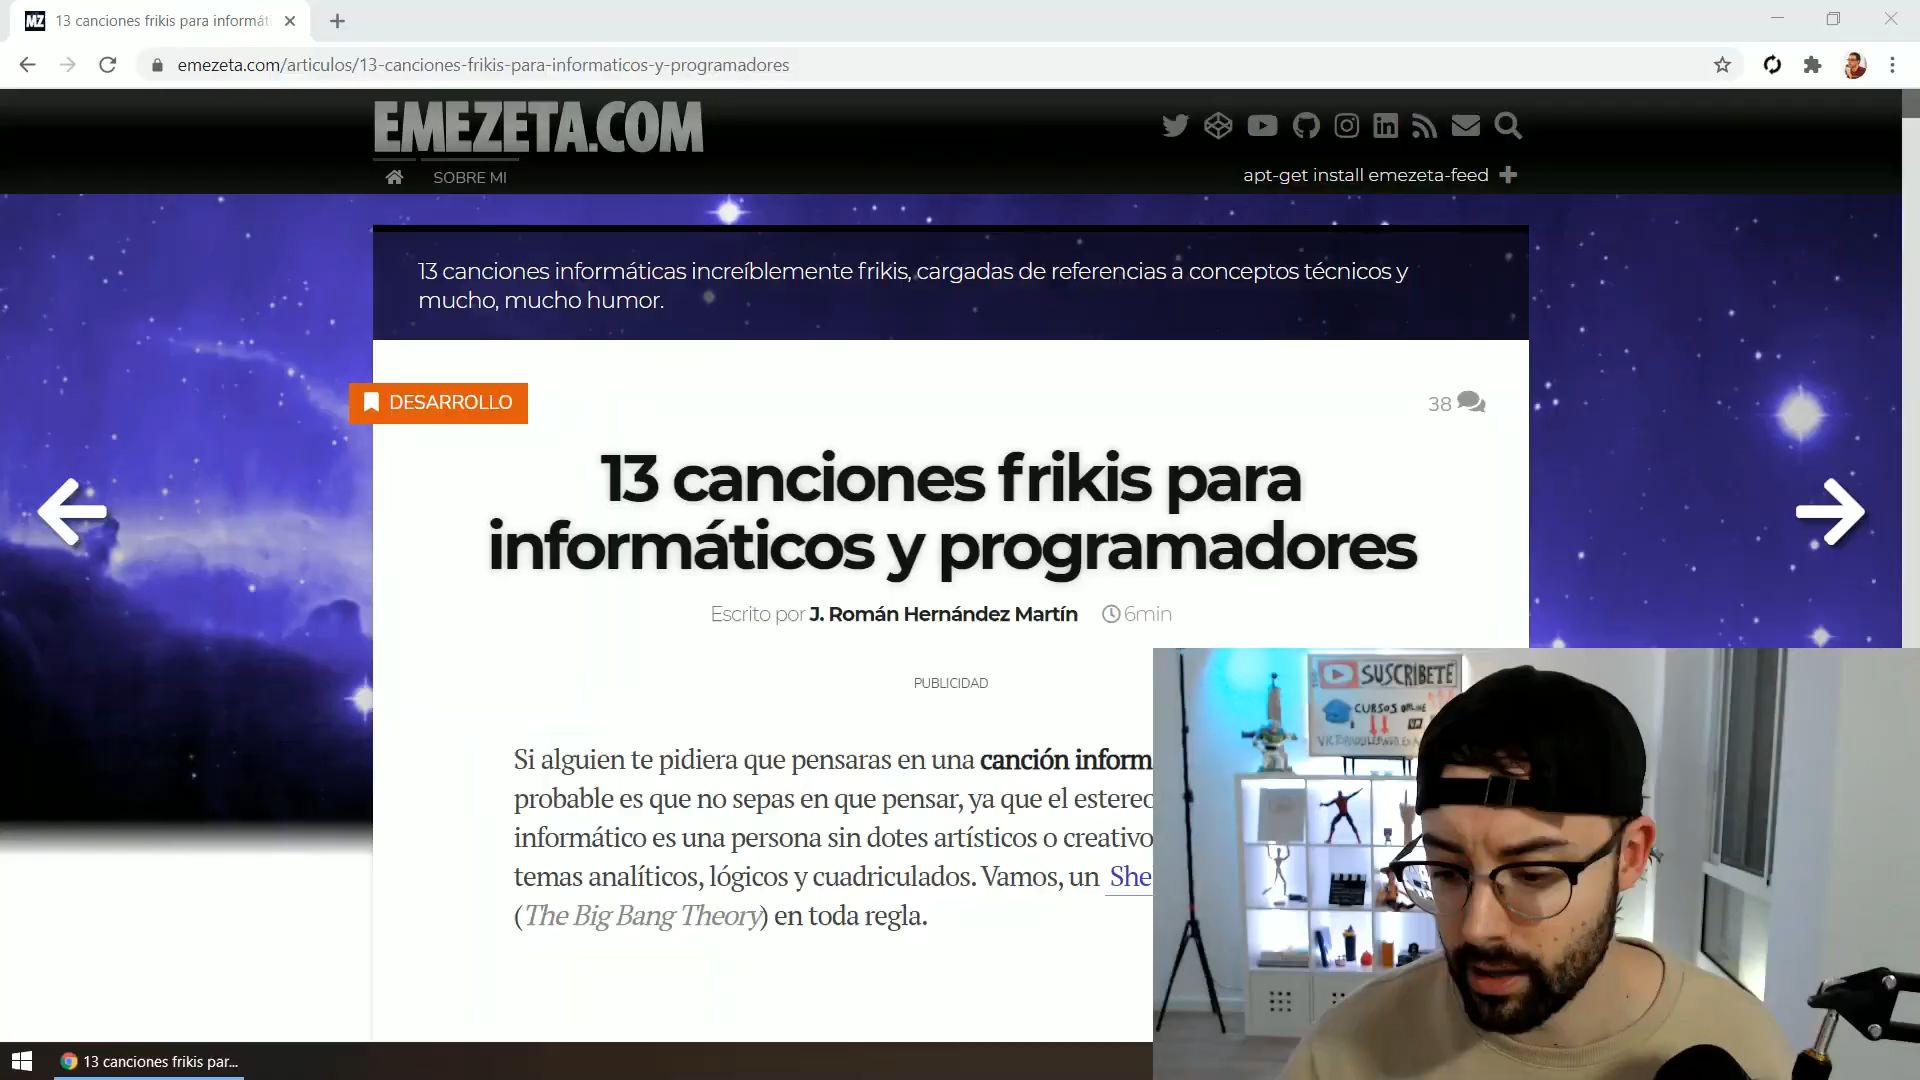 13 canciones frikis para informát
emezeta.com/articulos/13-canciones-frikis-para-informaticos-y-programadores
EMEZETA.COM
SOBRE MI
apt-get install emezeta-feed
13 canciones informáticas increíblemente frikis, cargadas de referencias a conceptos técnicos y
mucho, mucho humor.
DESARROLLO
38
13 canciones frikis para
informáticos y programadores
Escrito por J. Román Hernández Martín
6min
PUBLICIDAD
Si alguien te pidiera que pensaras en una canción inform
probable es que no sepas en que pensar, ya que el estereo
informático es una persona sin dotes artísticos o creativo
temas analíticos, lógicos y cuadriculados. Vamos, un She
(The Big Bang Theory) en toda regla.
SUSCRÍBETE
CURSOS ONLINE
13 canciones frikis par...
MZ